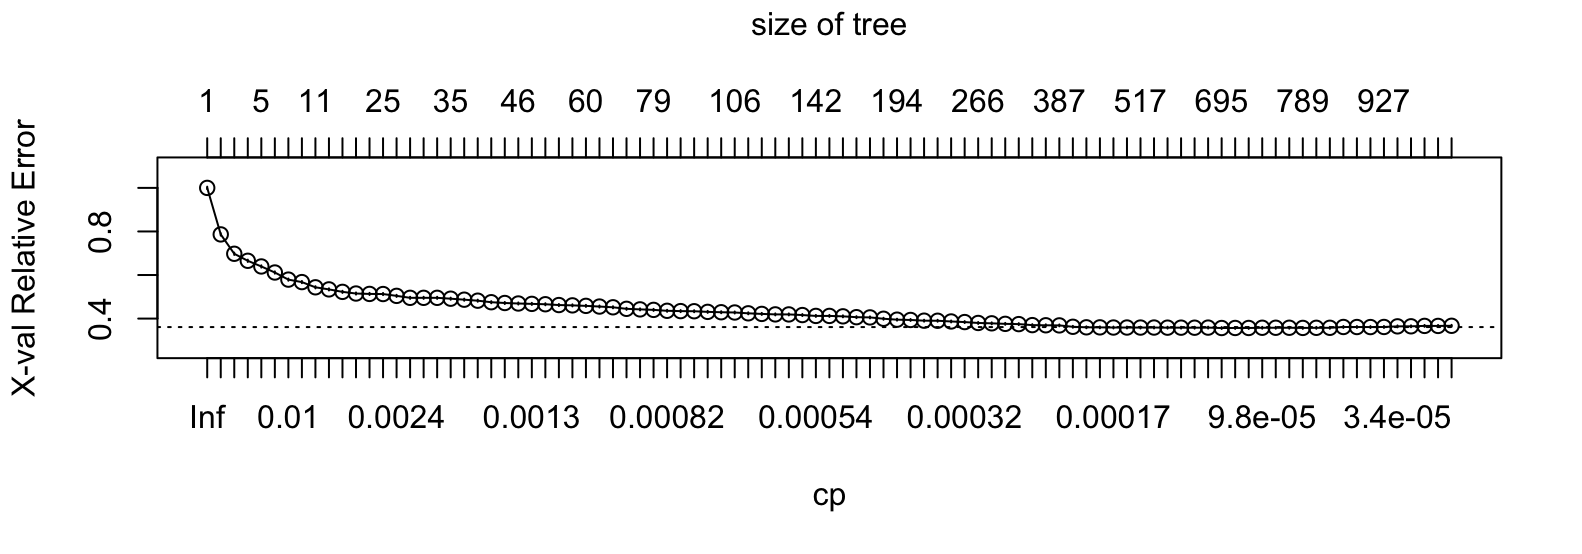 size of tree
1 5 11 25 35 46 60 79 106 142 194 266 387 517 695 789 927
X-val Relative Error
0.8
0.4
Inf 0.01 0.0024 0.0013 0.00082 0.00054 0.00032 0.00017 9.8e-05 3.4e-05
cp